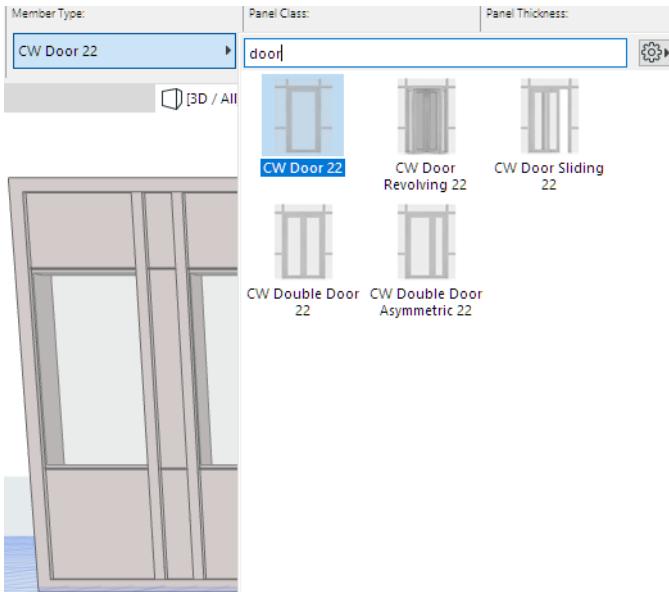 Member Type:
Panel Class:
Panel Thickness:
CW Door 22
door
[3D / All
CW Door 22
CW Door
Revolving 22
CW Door Sliding
22
CW Double Door
22
CW Double Door
Asymmetric 22